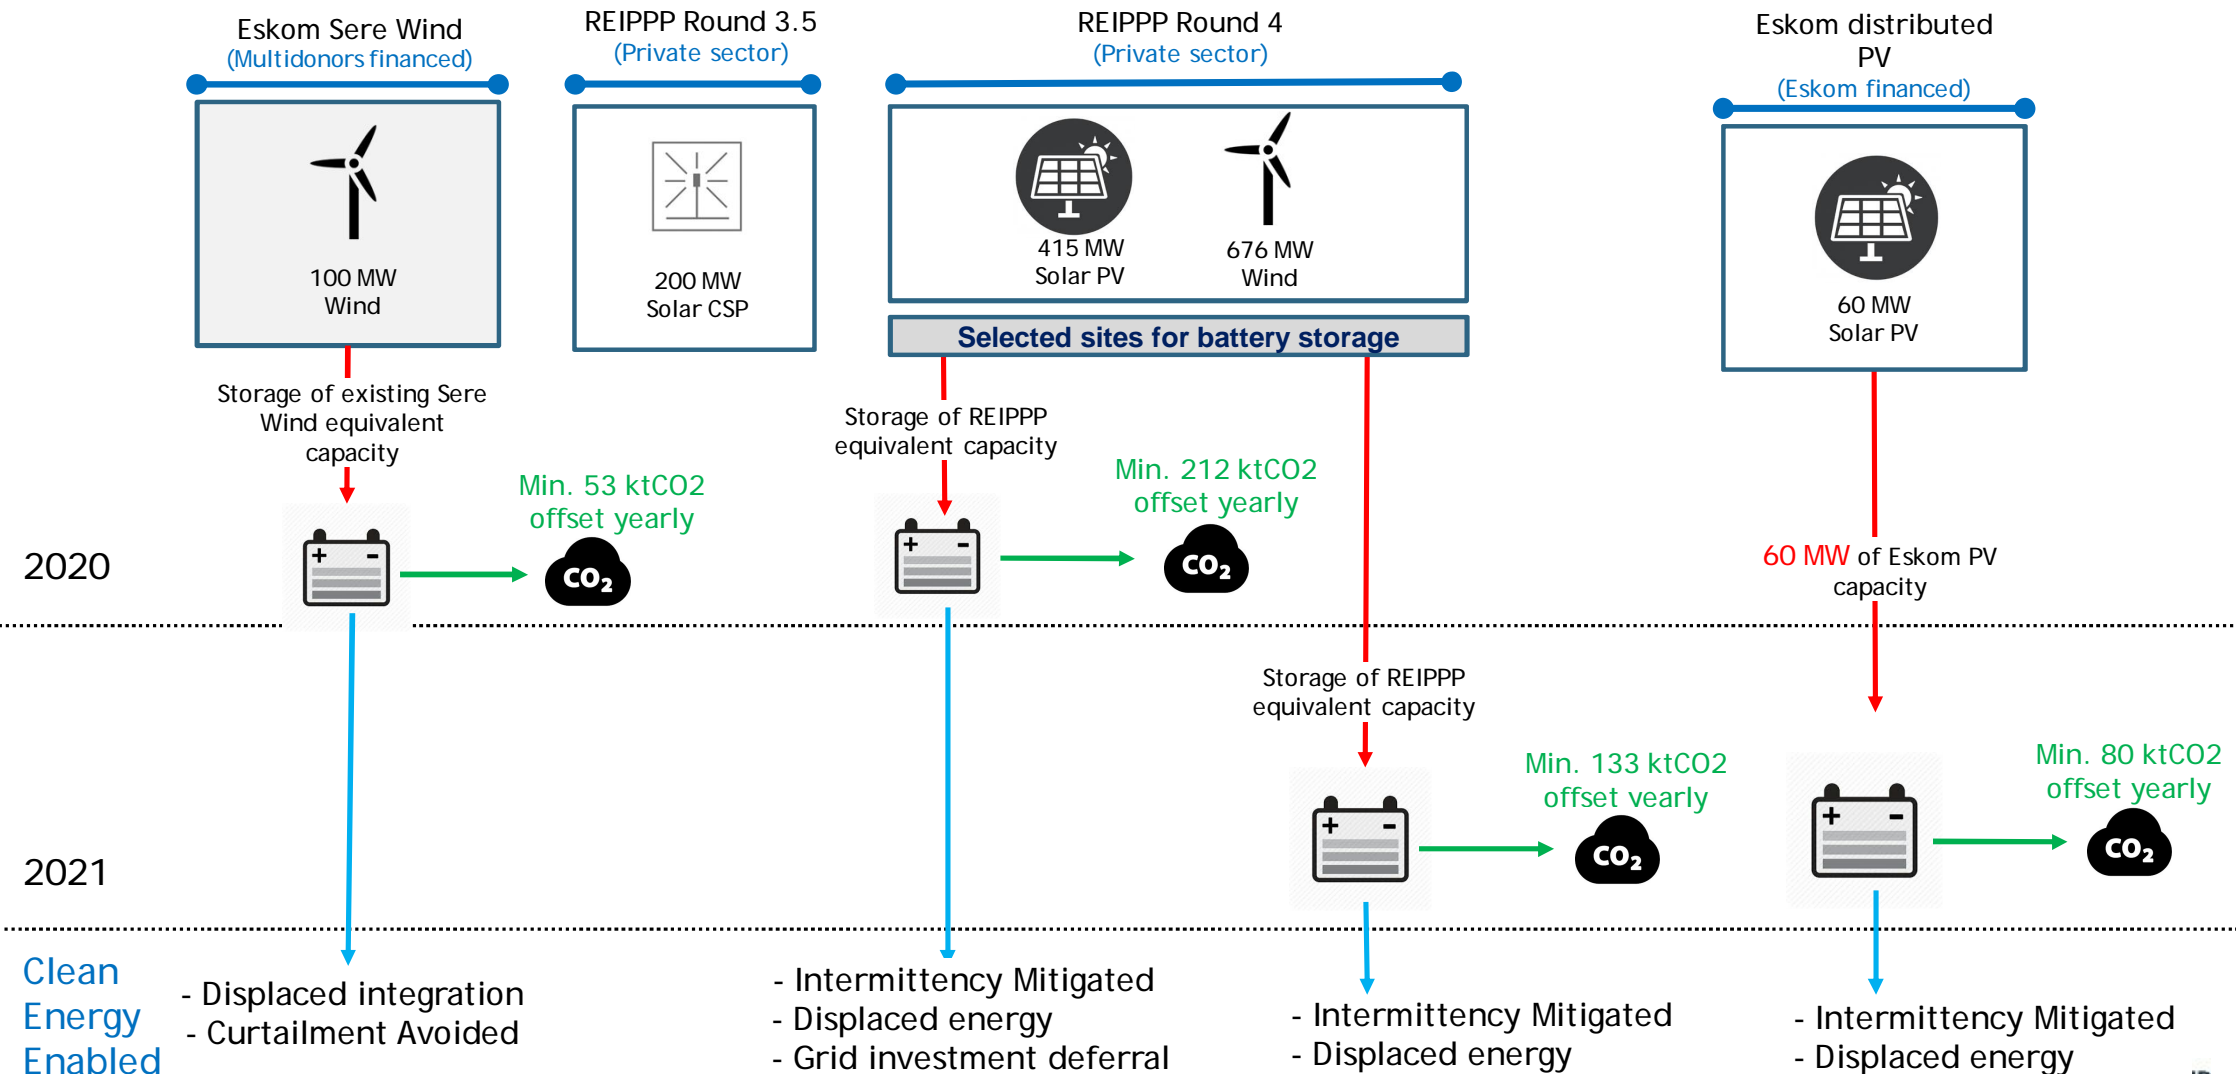 Eskom Sere Wind
(Multidonors financed)
REIPPP Round 3.5
(Private sector)
REIPPP Round 4
(Private sector)
Eskom distributed
PV
(Eskom financed)
100 MW
Wind
200 MW
Solar CSP
415 MW
Solar PV
676 MW
Wind
60 MW
Solar PV
Selected sites for battery storage
Storage of existing Sere
Wind equivalent
capacity
Storage of REIPPP
equivalent capacity
Min. 53 ktCO2
offset yearly
Min. 212 ktCO2
offset yearly
2020
+ -
CO2
+ -
CO2
60 MW of Eskom PV
capacity
Storage of REIPPP
equivalent capacity
Min. 133 ktCO2
offset yearly
Min. 80 ktCO2
offset yearly
2021
+ -
CO2
+ -
CO2
Clean
Energy
Enabled
- Displaced integration
- Curtailment Avoided
- Intermittency Mitigated
- Displaced energy
- Grid investment deferral
- Intermittency Mitigated
- Displaced energy
- Intermittency Mitigated
- Displaced energy